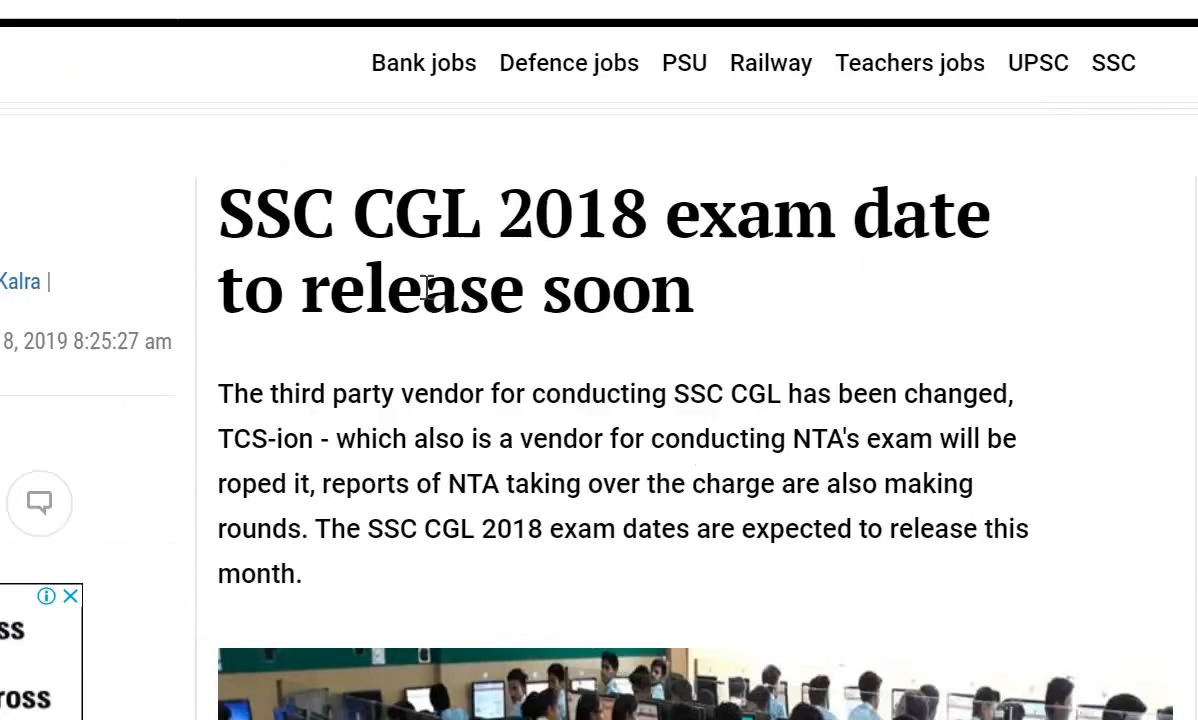 Bank jobs Defence jobs PSU Railway Teachers jobs UPSC SSC
SSC CGL 2018 exam date
to release soon
Kalra |
8, 2019 8:25:27 am
The third party vendor for conducting SSC CGL has been changed,
TCS-ion - which also is a vendor for conducting NTA's exam will be
roped it, reports of NTA taking over the charge are also making
rounds. The SSC CGL 2018 exam dates are expected to release this
month.
ss
ross